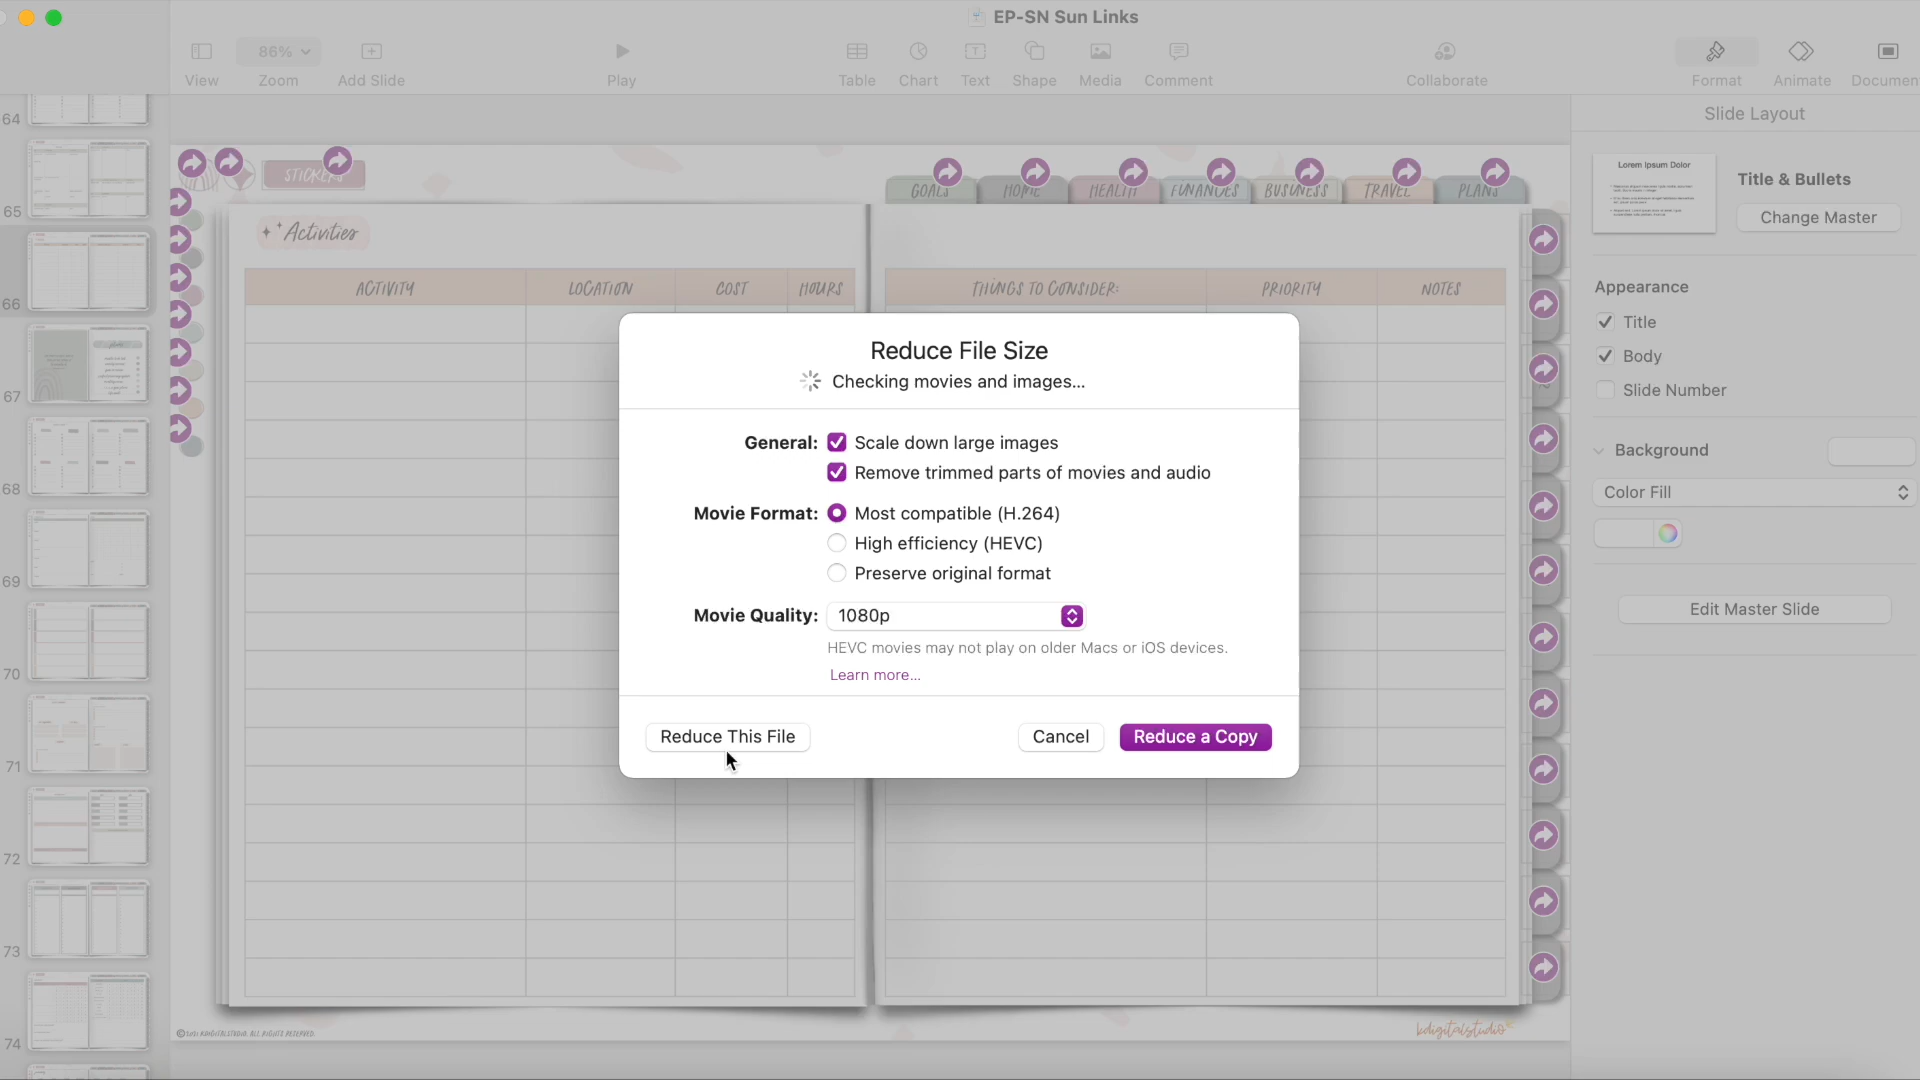 EP-SN Sun Links
86%
View
Zoom
Add Slide
Play
Table
Chart
Text
Shape
Media
Comment
Collaborate
Format
Animate
Documen
Slide Layout
64
65
66
67
68
69
70
71
72
73
74
STICKERS
GOALS
HOME
HEALTH
FINANCES
BUSINESS
TRAVEL
PLANS
Activities
ACTIVITY
LOCATION
COST
HOURS
THINGS TO CONSIDER:
PRIORITY
NOTES
Reduce File Size
Checking movies and images...
General:
Scale down large images
Remove trimmed parts of movies and audio
Movie Format:
Most compatible (H.264)
High efficiency (HEVC)
Preserve original format
Movie Quality:
1080p
HEVC movies may not play on older Macs or iOS devices.
Learn more...
Reduce This File
Cancel
Reduce a Copy
Lorem Ipsum Dolor
Title & Bullets
Change Master
Appearance
Title
Body
Slide Number
Background
Color Fill
Edit Master Slide
KDIGITALSTUDIO. ALL RIGHTS RESERVED.
kdigitalstudio